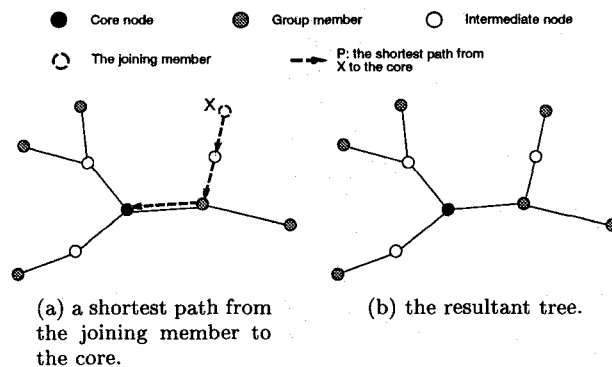 Core node
Group member
Intermediate node
The joining member
P: the shortest path from
X to the core
X
(a) a shortest path from
the joining member to
the core.
(b) the resultant tree.